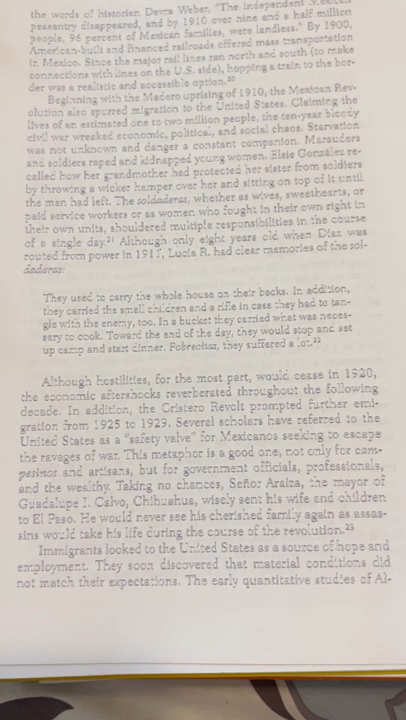 the words of historian Devra Weber, "The independent Mexican
peasantry disappeared, and by 1910 over nine and a half million
people, 96 percent of Mexican families, were landless." By 1900,
American-built and financed railroads offered mass transportation
in Mexico. Since the major rail lines ran north and south (to make
connections with lines on the U.S. side), hopping a train to the bor-
der was a realistic and accessible option.20
Beginning with the Madero uprising of 1910, the Mexican Rev-
olution also spurred migration to the United States. Claiming the
lives of an estimated one to two million people, the ten-year bloody
civil war wreaked economic, political, and social chaos. Starvation
was not unknown and danger a constant companion. Marauders
and soldiers raped and kidnapped young women. Elsie González re-
called how her grandmother had protected her sister from soldiers
by throwing a wicker hamper over her and sitting on top of it until
the men had left. The soldaderas, whether as wives, sweethearts, or
paid service workers or as women who fought in their own right in
their own units, shouldered multiple responsibilities in the course
of a single day.21 Although only eight years old when Díaz was
routed from power in 1911, Lucia R. had clear memories of the sol-
daderas:
They used to carry the whole house on their backs. In addition,
they carried the small children and a rifle in case they had to tan-
gle with the enemy, too. In a bucket they carried what was neces-
sary to cook. Toward the end of the day, they would stop and set
up camp and start dinner. Pobrecitas, they suffered a lot.22
Although hostilities, for the most part, would cease in 1920,
the economic aftershocks reverberated throughout the following
decade. In addition, the Cristero Revolt prompted further emi-
gration from 1925 to 1929. Several scholars have referred to the
United States as a "safety valve" for Mexicanos seeking to escape
the ravages of war. This metaphor is a good one, not only for cam-
pesinos and artisans, but for government officials, professionals,
and the wealthy. Taking no chances, Señor Araiza, the mayor of
Guadalupe I. Calvo, Chihuahua, wisely sent his wife and children
to El Paso. He would never see his cherished family again as assas-
sins would take his life during the course of the revolution.23
Immigrants looked to the United States as a source of hope and
employment. They soon discovered that material conditions did
not match their expectations. The early quantitative studies of Al-